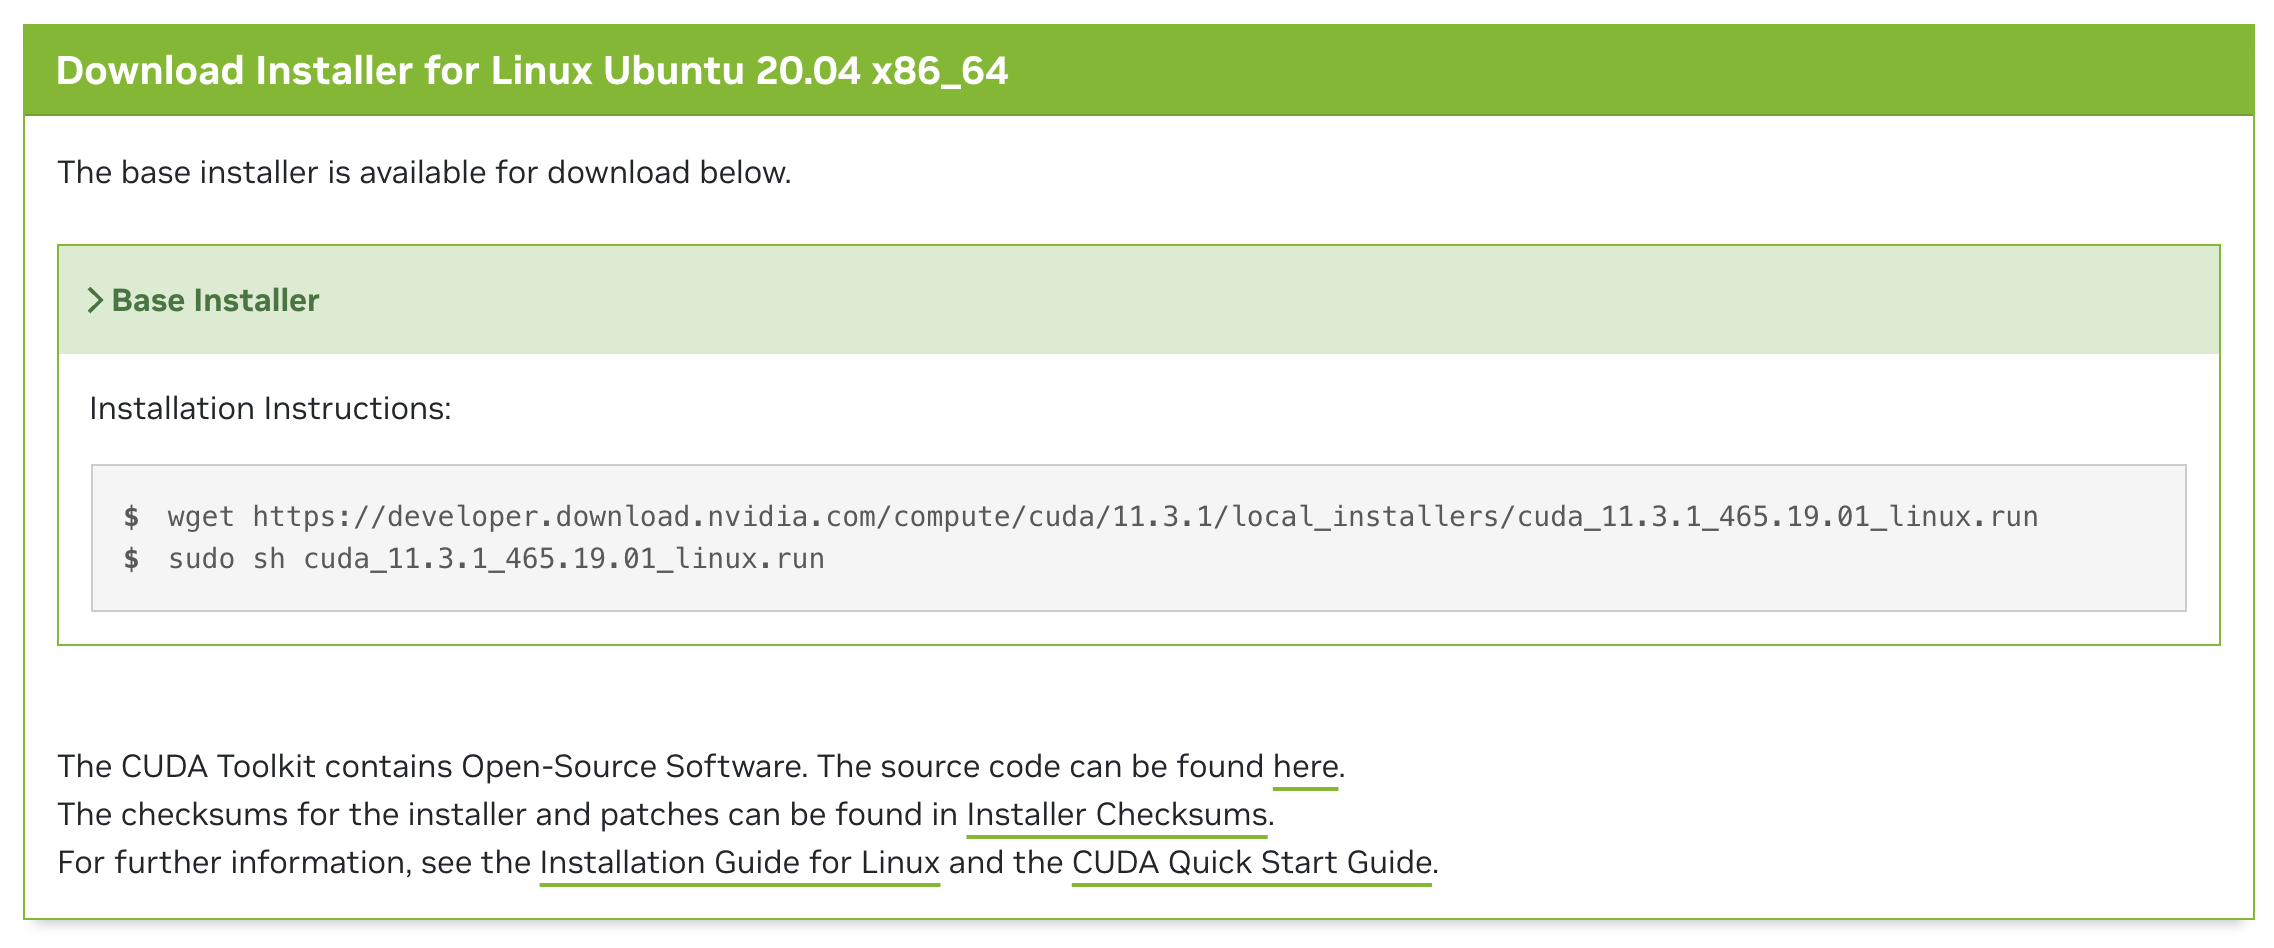 Download Installer for Linux Ubuntu 20.04 x86_64
The base installer is available for download below.
Base Installer
Installation Instructions:
$ wget https://developer.download.nvidia.com/compute/cuda/11.3.1/local_installers/cuda_11.3.1_465.19.01_linux.run
$ sudo sh cuda_11.3.1_465.19.01_linux.run
The CUDA Toolkit contains Open-Source Software. The source code can be found here.
The checksums for the installer and patches can be found in Installer Checksums.
For further information, see the Installation Guide for Linux and the CUDA Quick Start Guide.